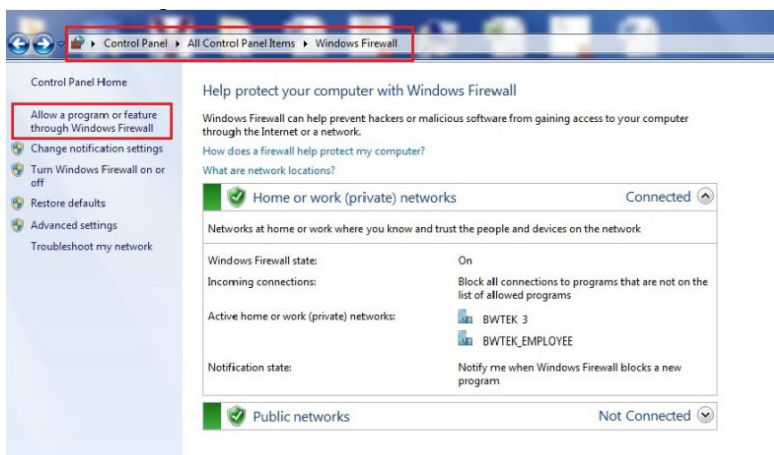 Control Panel ▸ All Control Panel Items ▸ Windows Firewall
Control Panel Home
Allow a program or feature
through Windows Firewall
Change notification settings
Turn Windows Firewall on or
off
Restore defaults
Advanced settings
Troubleshoot my network
Help protect your computer with Windows Firewall
Windows Firewall can help prevent hackers or malicious software from gaining access to your computer
through the Internet or a network.
How does a firewall help protect my computer?
What are network locations?
Home or work (private) networks Connected
Networks at home or work where you know and trust the people and devices on the network
Windows Firewall state: On
Incoming connections: Block all connections to programs that are not on the
list of allowed programs
Active home or work (private) networks: BWTEK 3
BWTEK_EMPLOYEE
Notification state: Notify me when Windows Firewall blocks a new
program
Public networks Not Connected